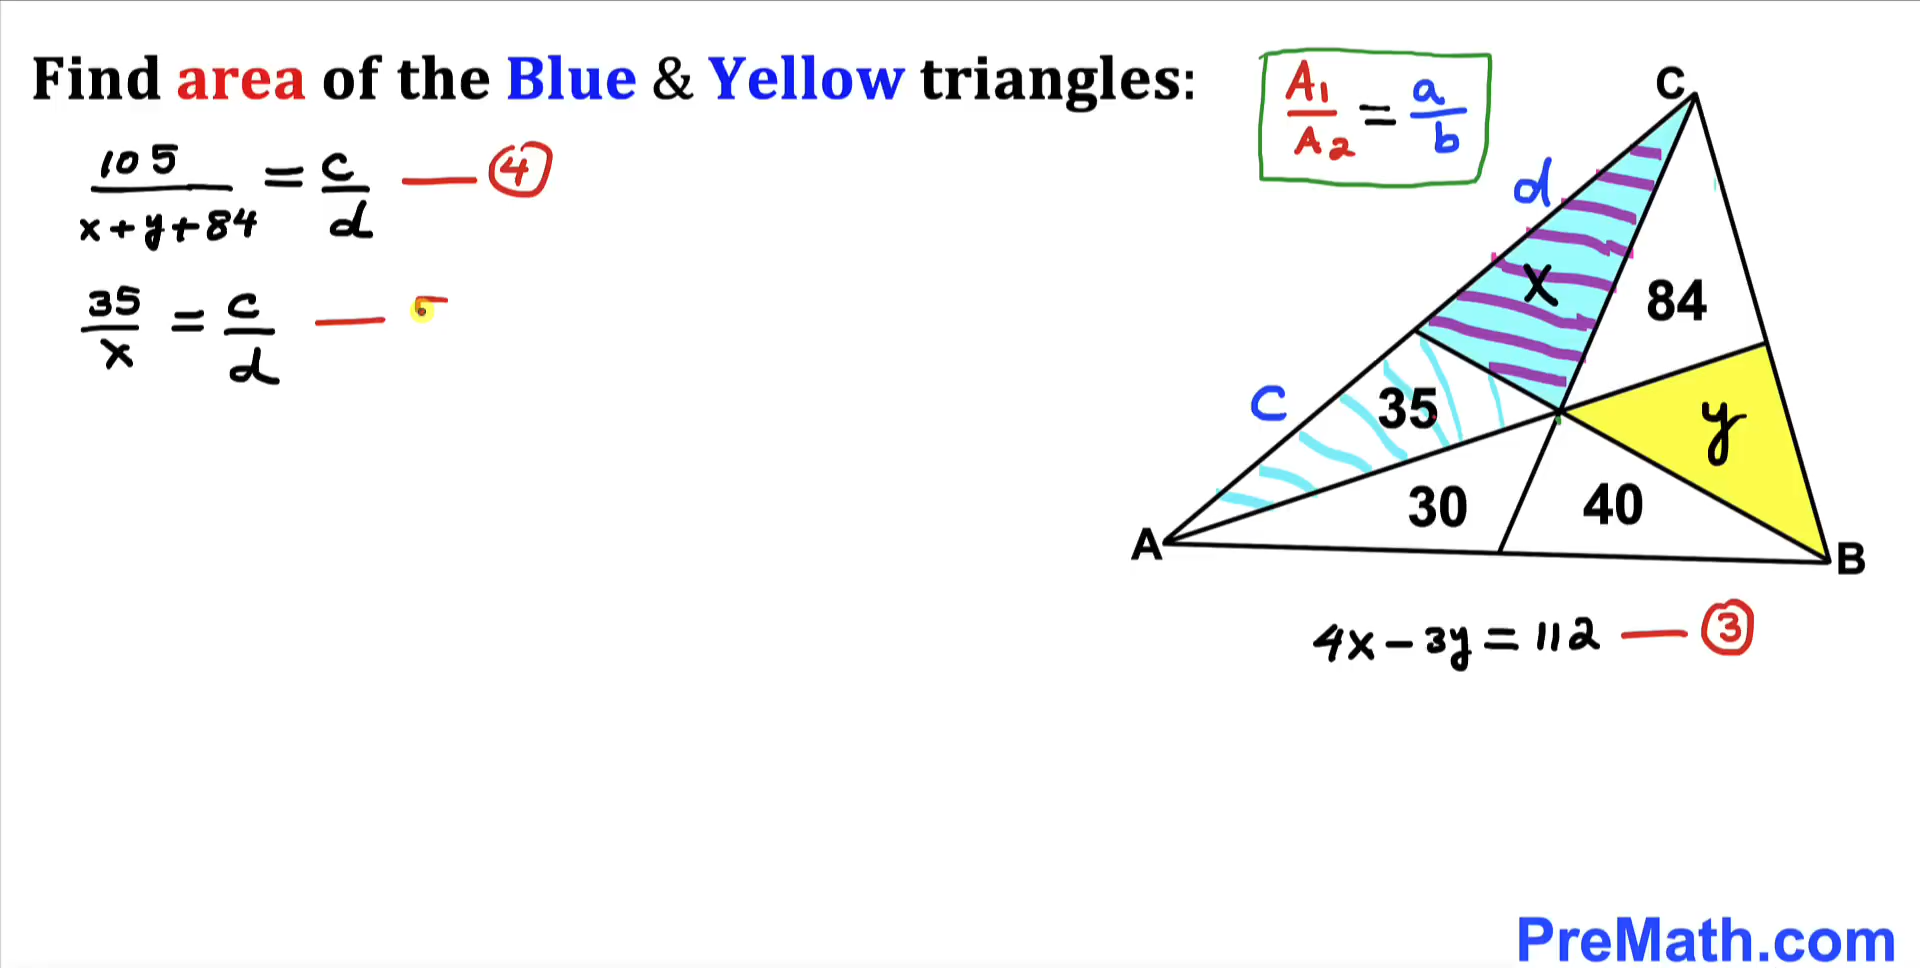 Find area of the Blue & Yellow triangles:
105/x+y+84 = c/d — ④
35/x = c/d —
A1/A2 = a/b
C
d
x
84
c
35
y
30
40
A
B
4x-3y=112 — ③
PreMath.com